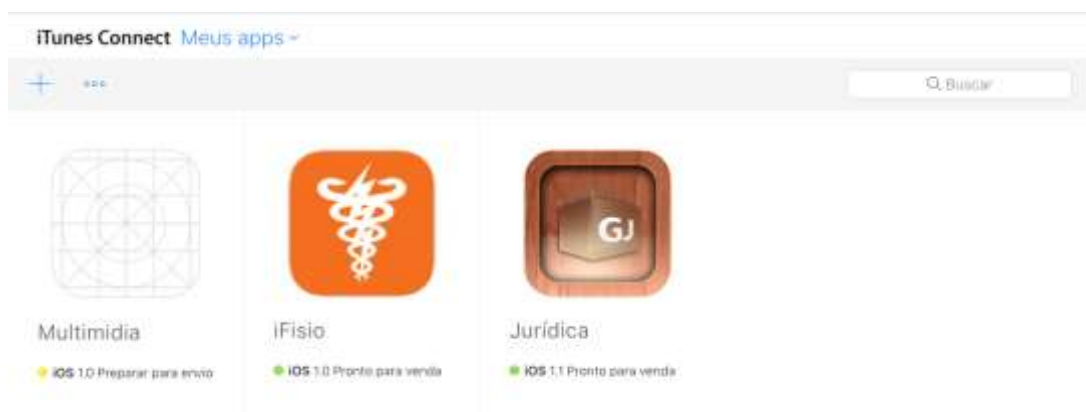 iTunes Connect Meus apps
Buscar
GJ
Multimidia
iFisio
Jurídica
iOS 1.0 Preparar para envio
iOS 1.0 Pronto para venda
iOS 1.1 Pronto para venda